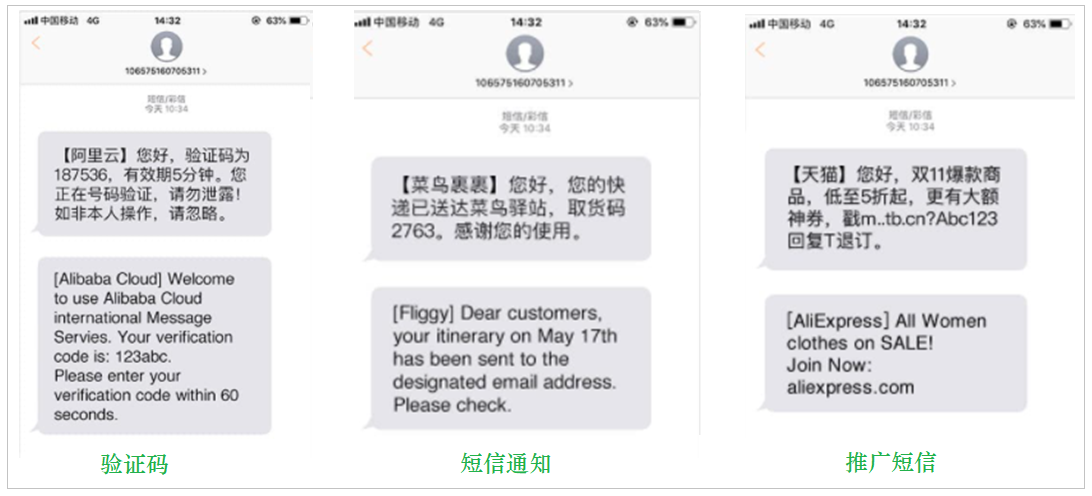 中国移动 4G
14:32
63%
106575160705311 >
短信/彩信
今天 10:34
【阿里云】您好，验证码为
187536，有效期5分钟。您
正在号码验证，请勿泄露！
如非本人操作，请忽略。
[Alibaba Cloud] Welcome
to use Alibaba Cloud
international Message
Servies. Your verification
code is: 123abc.
Please enter your
verification code within 60
seconds.
验证码
中国移动 4G
14:32
63%
106575160705311 >
短信/彩信
今天 10:34
【菜鸟裹裹】您好，您的快
递已送达菜鸟驿站，取货码
2763。感谢您的使用。
[Fliggy] Dear customers,
your itinerary on May 17th
has been sent to the
designated email address.
Please check.
短信通知
中国移动 4G
14:32
63%
106575160705311 >
短信/彩信
今天 10:34
【天猫】您好，双11爆款商
品，低至5折起，更有大额
神券，戳m..tb.cn?Abc123
回复T退订。
[AliExpress] All Women
clothes on SALE!
Join Now:
aliexpress.com
推广短信